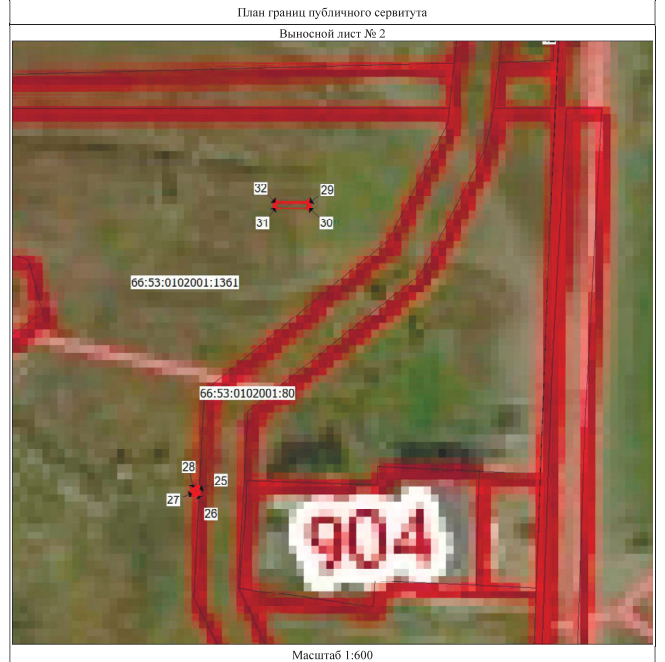 План границ публичного сервитута
Выносной лист № 2
32 29
31 30
66:53:0102001:1361
66:53:0102001:80
28 25
27 26
904
Масштаб 1:600